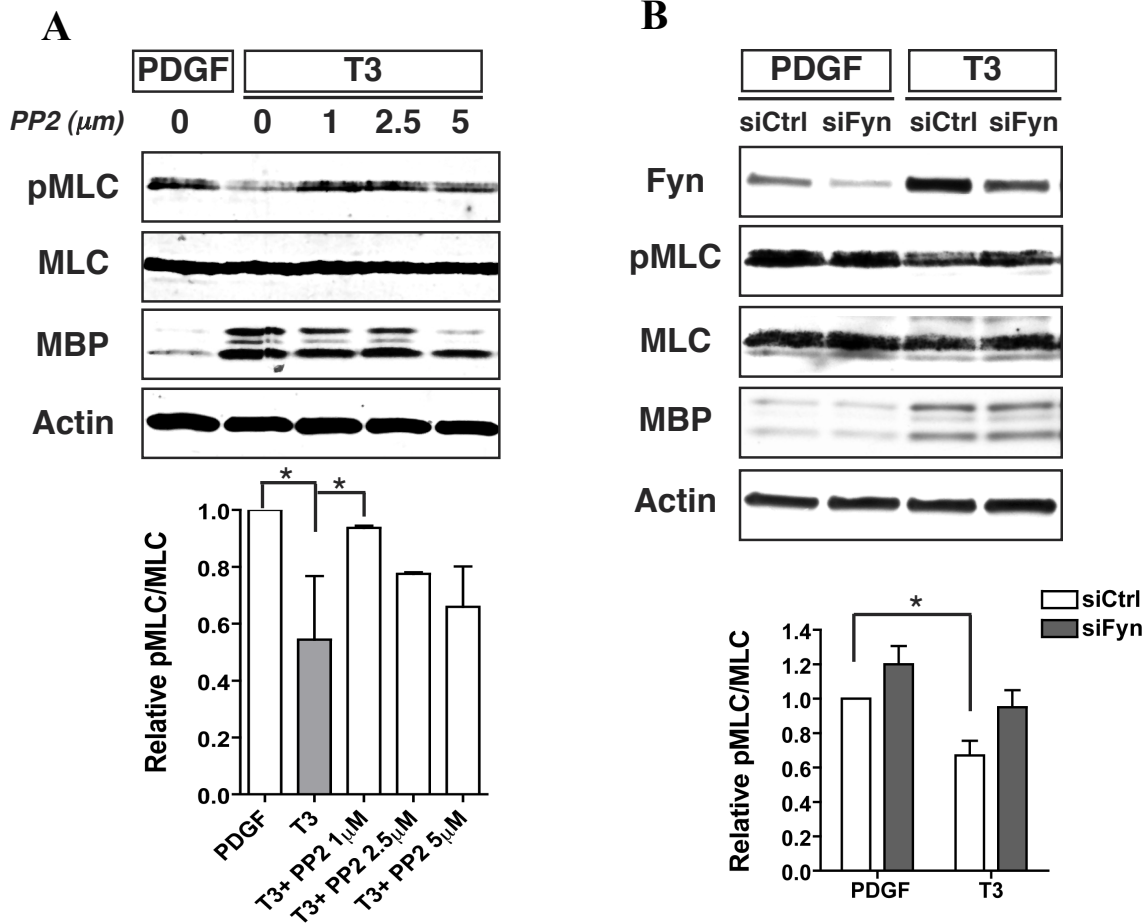 A
PDGF T3
PP2 (μm) 0 0 1 2.5 5
pMLC
MLC
MBP
Actin
* *
Relative pMLC/MLC
1.0
0.8
0.6
0.4
0.2
0.0
PDGF
T3
T3+ PP2 1μM
T3+ PP2 2.5μM
T3+ PP2 5μM
B
PDGF T3
siCtrl siFyn siCtrl siFyn
Fyn
pMLC
MLC
MBP
Actin
siCtrl
siFyn
*
Relative pMLC/MLC
1.4
1.2
1.0
0.8
0.6
0.4
0.2
0.0
PDGF T3